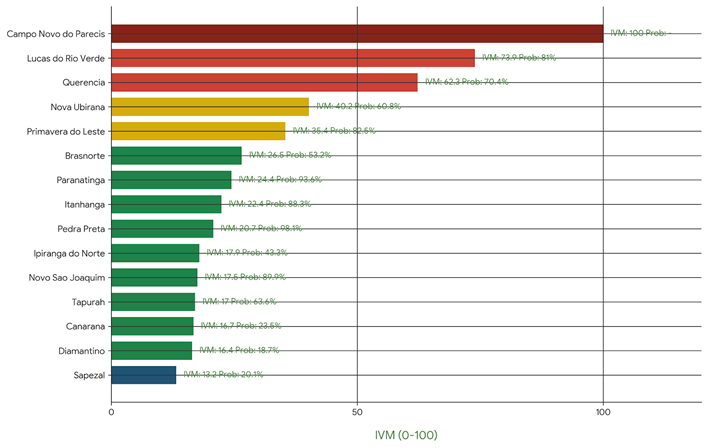 Campo Novo do Parecis IVM: 100 Prob: -
Lucas do Rio Verde IVM: 73.9 Prob: 81%
Querencia IVM: 62.3 Prob: 70.4%
Nova Ubirana IVM: 40.2 Prob: 60.8%
Primavera do Leste IVM: 35.4 Prob: 82.5%
Brasnorte IVM: 26.5 Prob: 53.2%
Paranatinga IVM: 24.4 Prob: 93.6%
Itanhanga IVM: 22.4 Prob: 88.3%
Pedra Preta IVM: 20.7 Prob: 98.1%
Ipiranga do Norte IVM: 17.9 Prob: 43.3%
Novo Sao Joaquim IVM: 17.5 Prob: 89.9%
Tapurah IVM: 17 Prob: 63.6%
Canarana IVM: 16.7 Prob: 23.5%
Diamantino IVM: 16.4 Prob: 18.7%
Sapezal IVM: 13.2 Prob: 20.1%
0 50 100
IVM (0-100)